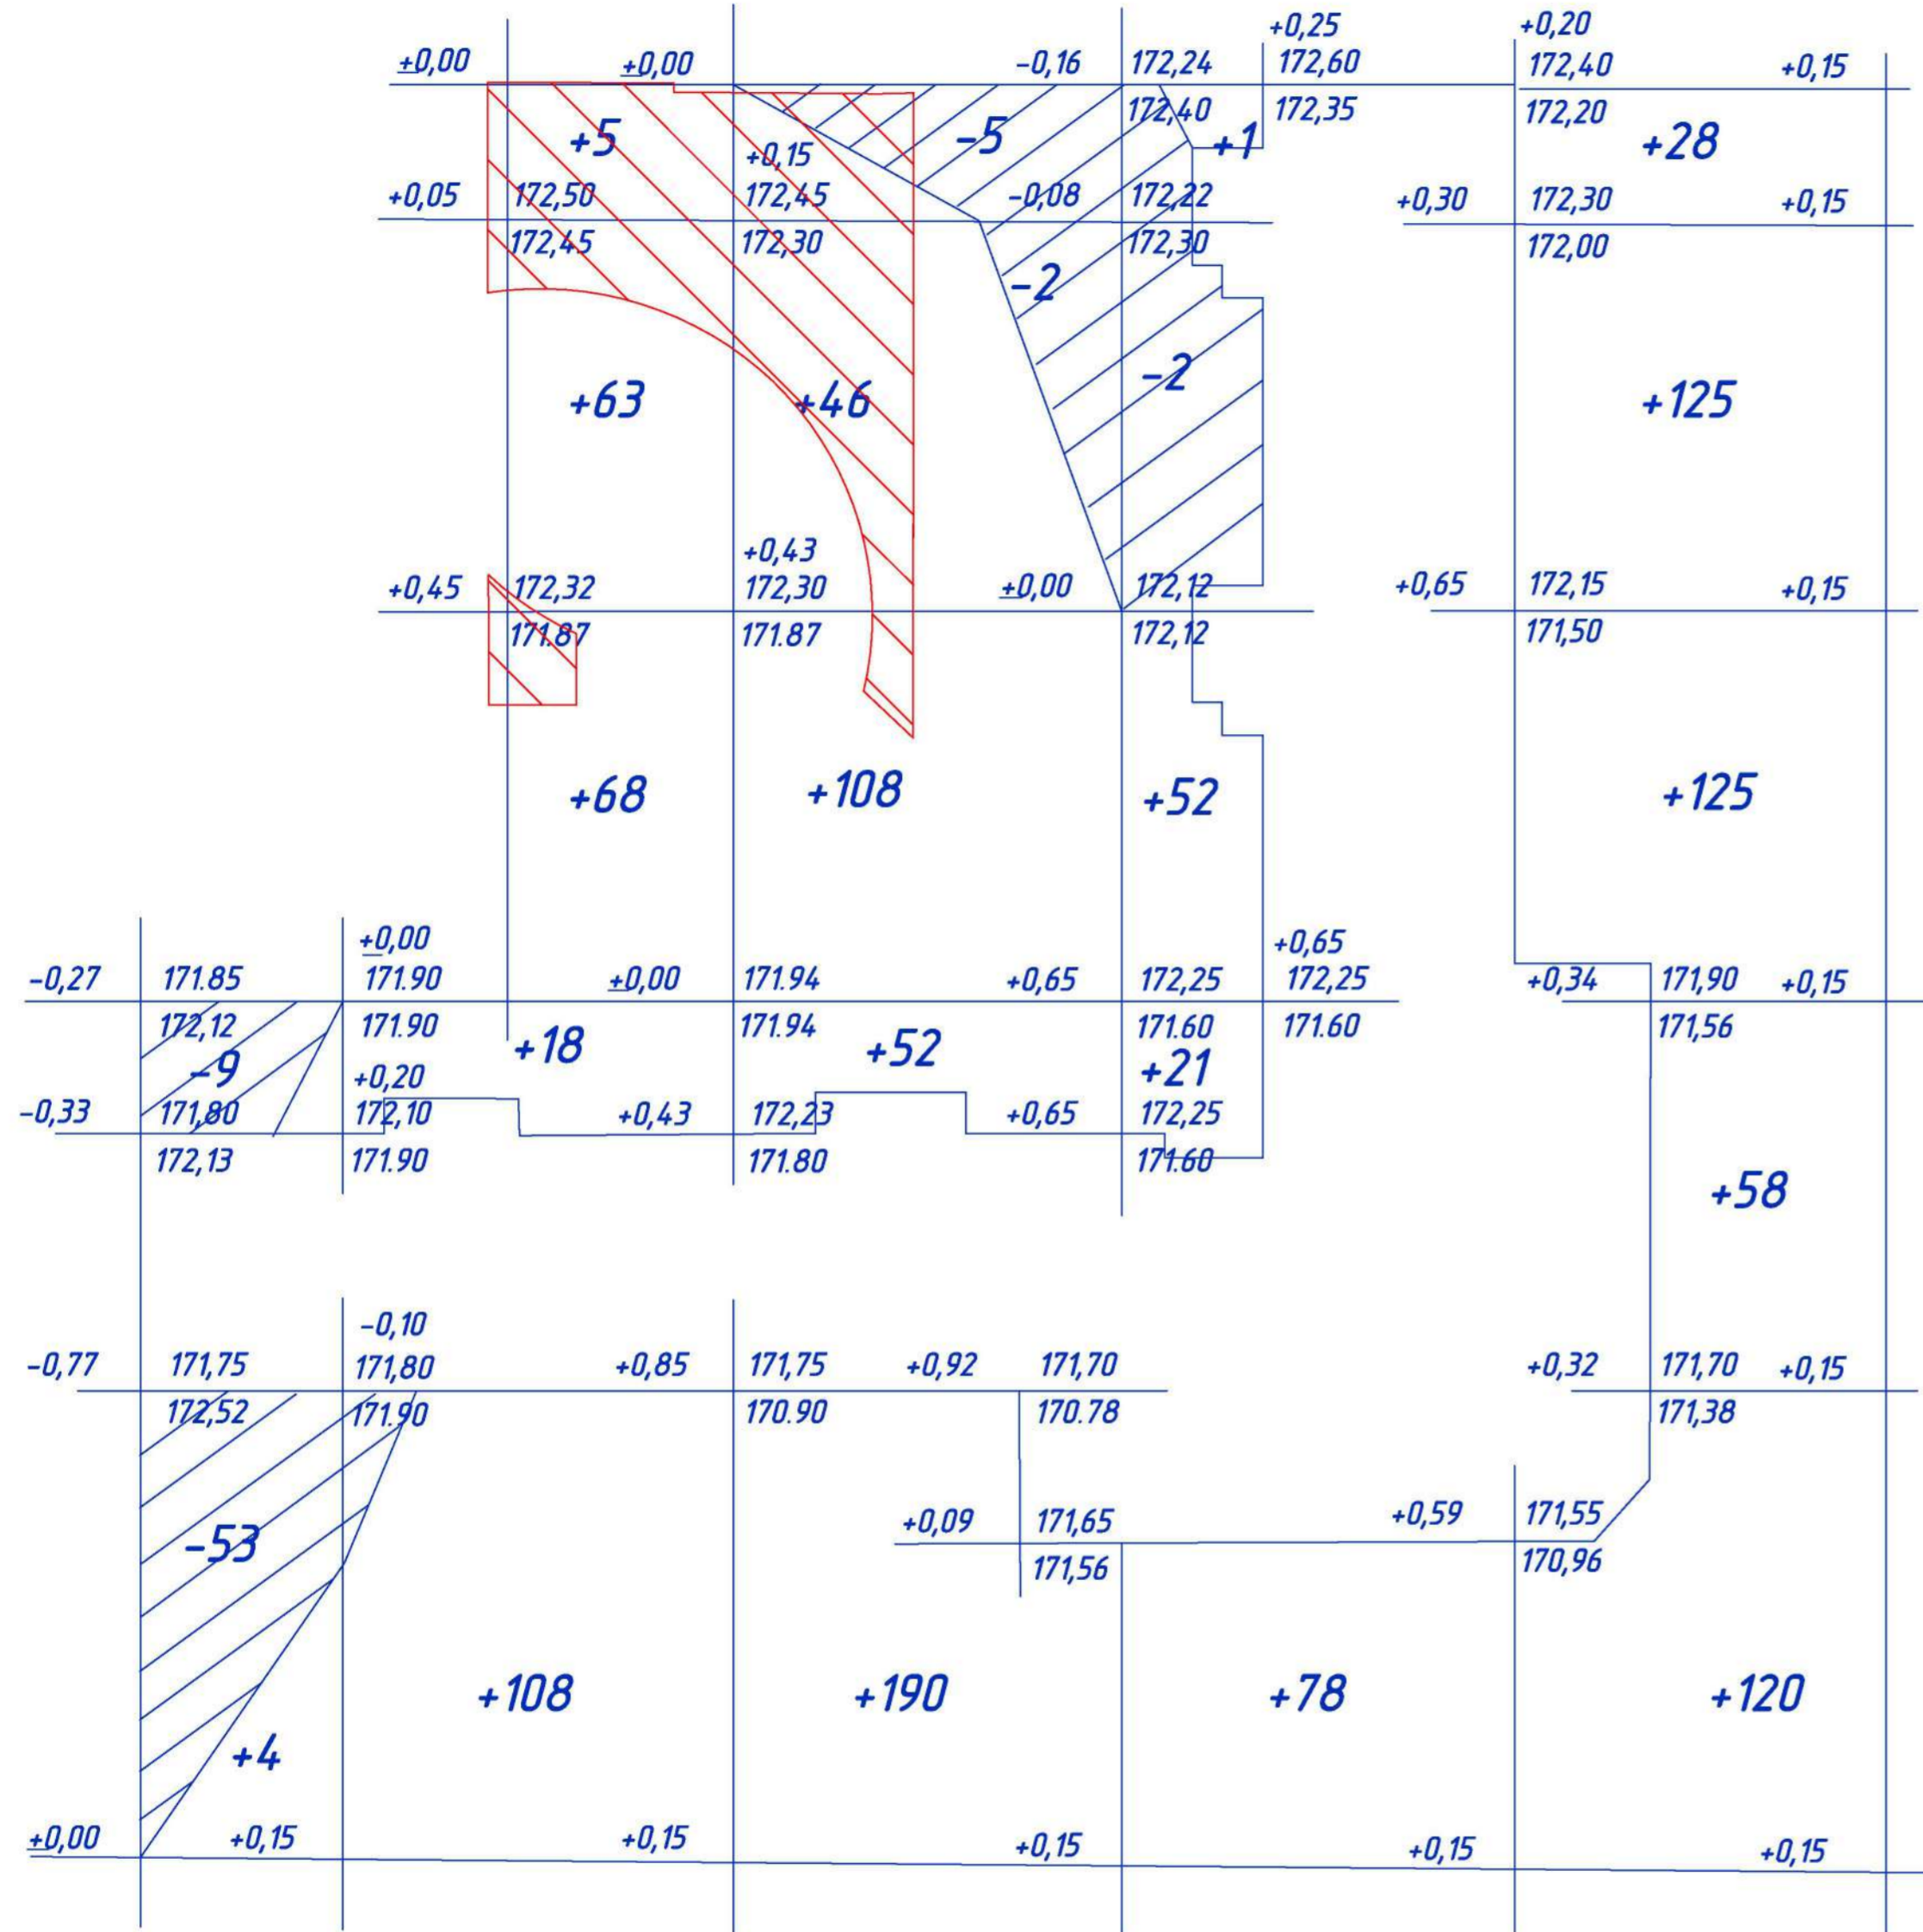 +0,25 +0,20
±0,00 ±0,00 -0,16 172,24 172,60 172,40 +0,15
172,40 172,35 172,20
+5 -5 +1 +28
+0,15
+0,05 172,50 172,45 -0,08 172,22 +0,30 172,30 +0,15
172,45 172,30 172,30 172,00
-2
-2
+63 +46 +125
+0,43
+0,45 172,32 172,30 ±0,00 172,12 +0,65 172,15 +0,15
171.87 171.87 172,12 171,50
+68 +108 +52 +125
±0,00 +0,65
-0,27 171.85 171.90 ±0,00 171.94 +0,65 172,25 172,25 +0,34 171,90 +0,15
172,12 171.90 171.94 171.60 171.60 171,56
-9 +18 +52 +21
+0,20
-0,33 171,80 172,10 +0,43 172,23 +0,65 172,25
172,13 171.90 171.80 171.60
+58
-0,10
-0,77 171,75 171,80 +0,85 171,75 +0,92 171,70 +0,32 171,70 +0,15
172,52 171.90 170.90 170.78 171,38
+0,09 171,65 +0,59 171,55
-53 171,56 170,96
+108 +190 +78 +120
+4
±0,00 +0,15 +0,15 +0,15 +0,15 +0,15